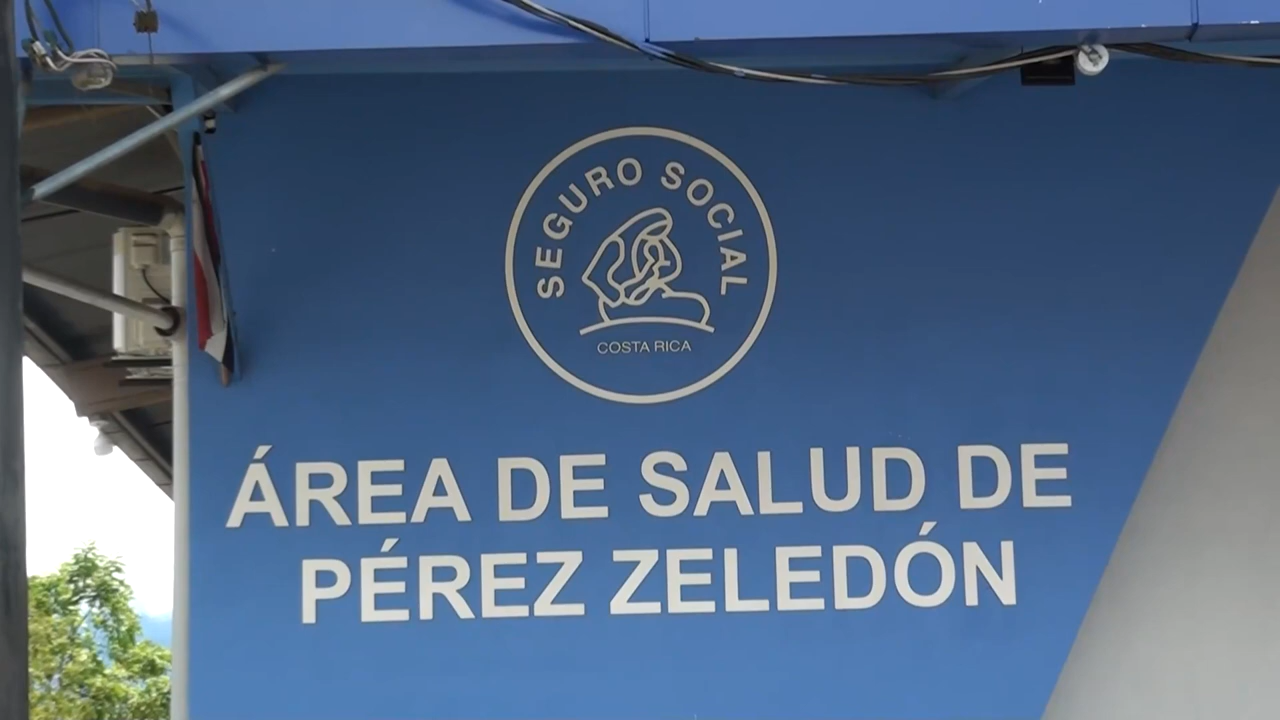 SEGURO SOCIAL
COSTA RICA
ÁREA DE SALUD DE
PÉREZ ZELEDÓN